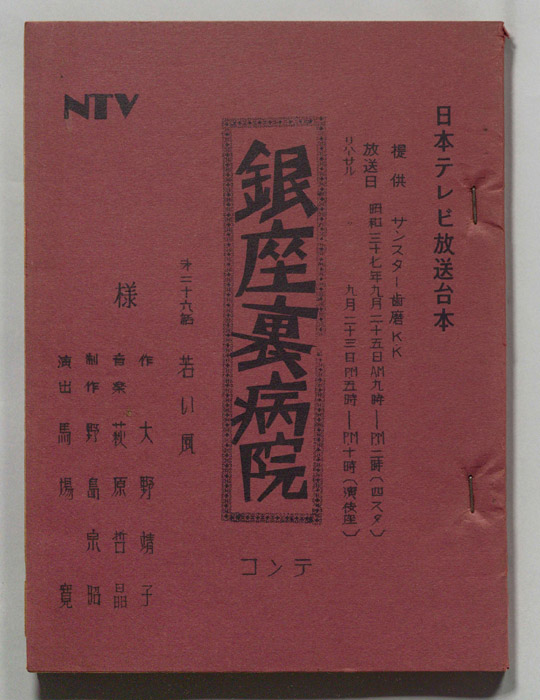 日本テレビ放送台本
提供 サンスター歯磨KK
放送日 昭和三十七年九月二十五日AM九時―PM二時(四スタ)
リハーサル 九月二十三日PM五時―PM十時(演伎座)
銀座裏病院
コンテ
才二十六話 若い風
様
作 大野靖子
音楽 萩原哲晶
制作 野島宗昭
演出 馬場寛
NTV